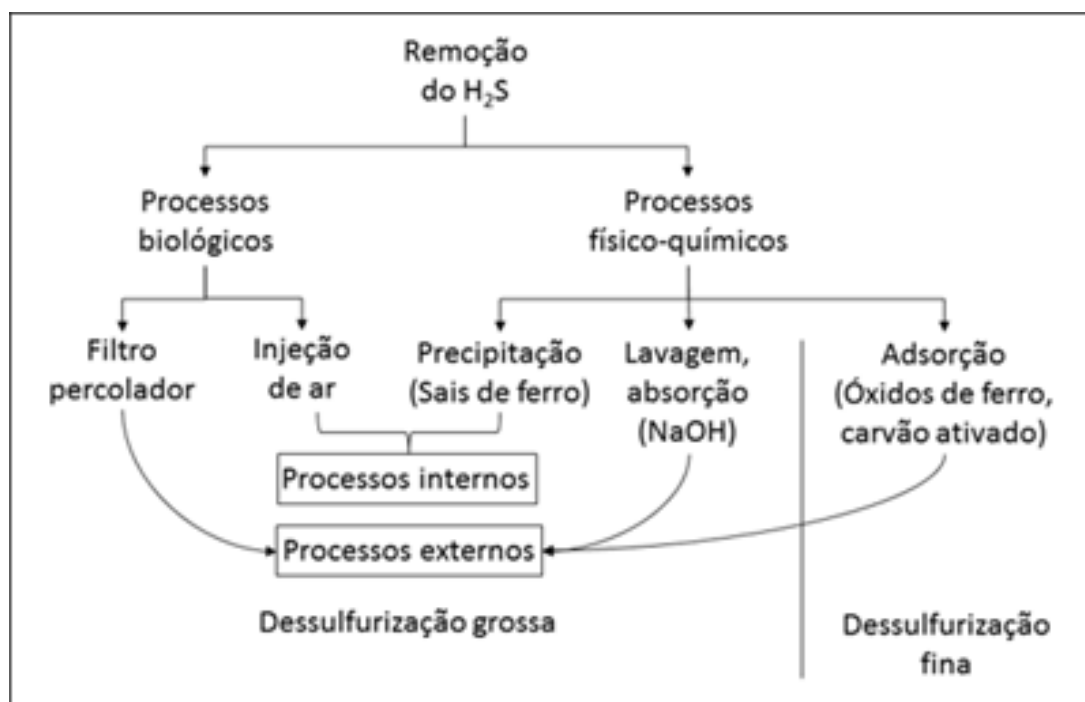 Remoção
do H₂S
Processos
biológicos
Processos
físico-químicos
Filtro
percolador
Injeção
de ar
Precipitação
(Sais de ferro)
Lavagem,
absorção
(NaOH)
Adsorção
(Óxidos de ferro,
carvão ativado)
Processos internos
Processos externos
Dessulfurização grossa
Dessulfurização
fina